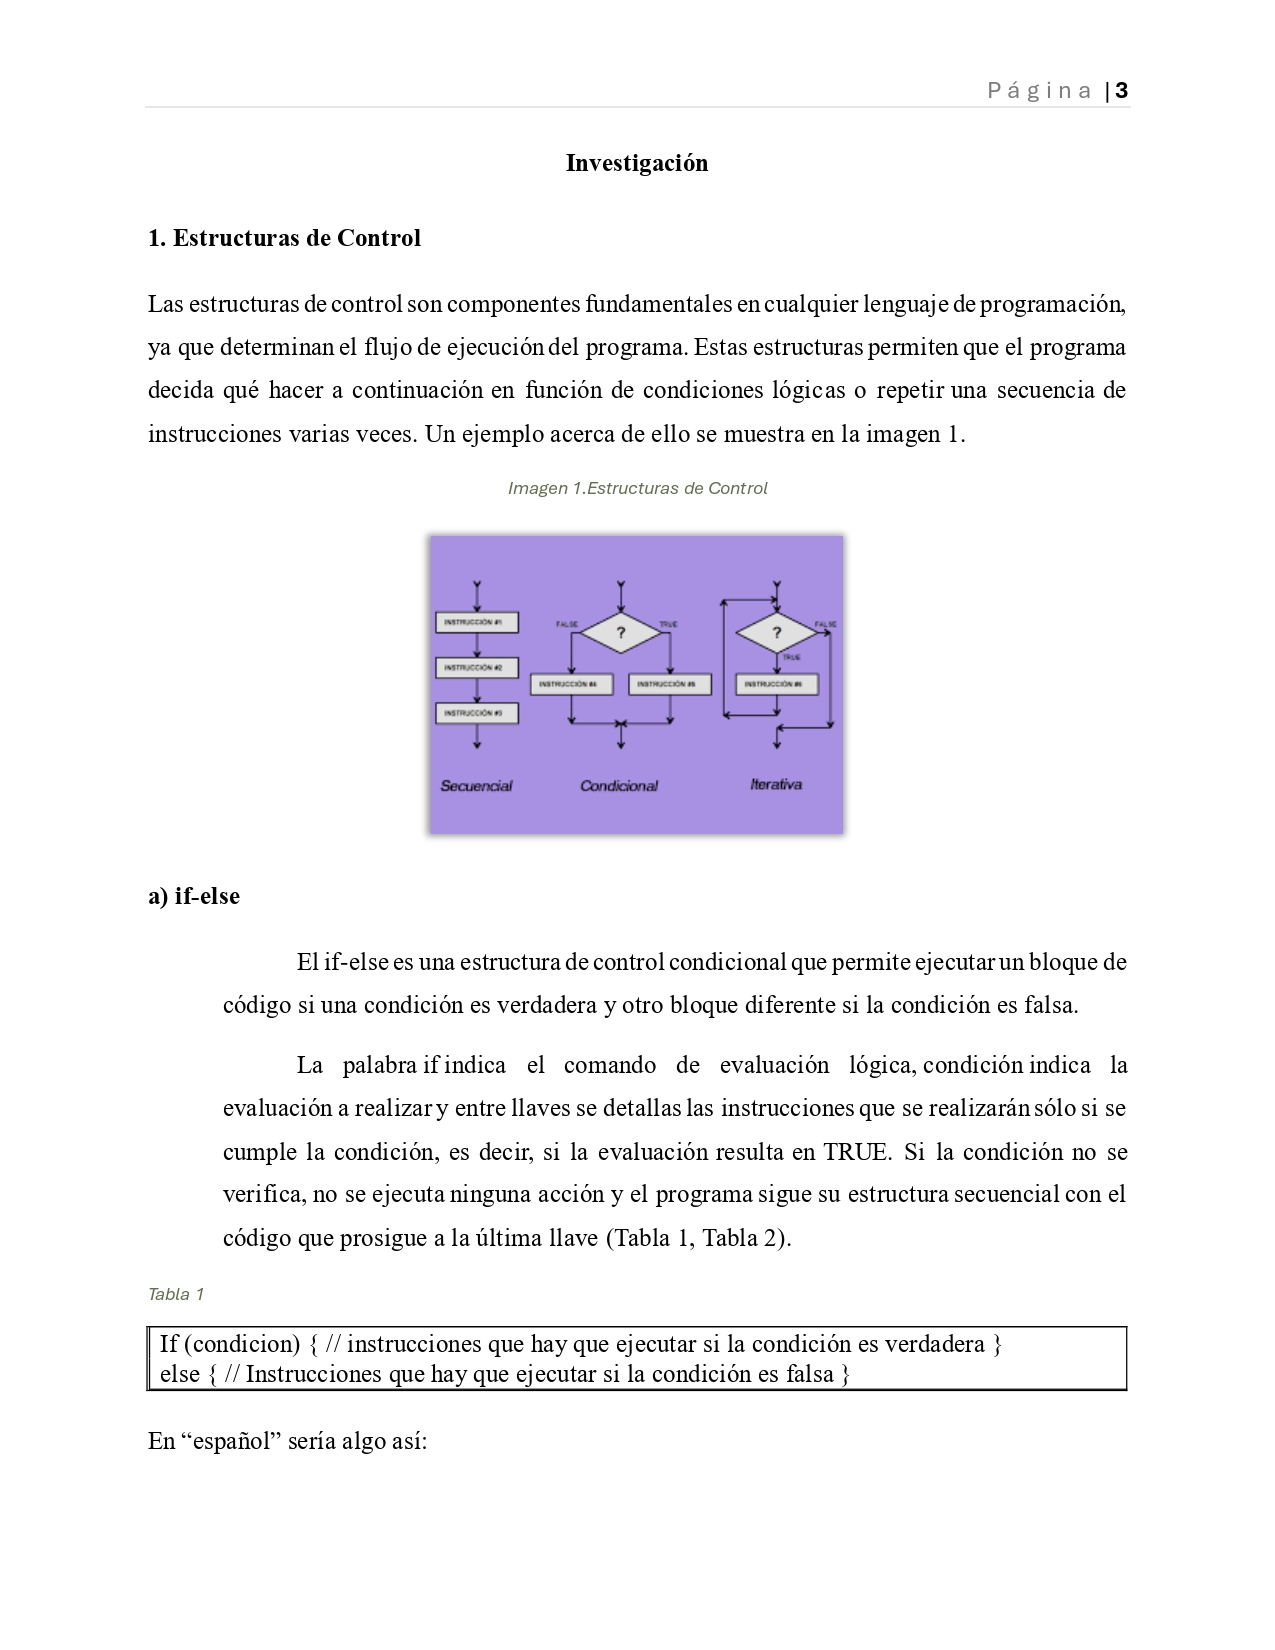 Página | 3
Investigación
1. Estructuras de Control
Las estructuras de control son componentes fundamentales en cualquier lenguaje de programación,
ya que determinan el flujo de ejecución del programa. Estas estructuras permiten que el programa
decida qué hacer a continuación en función de condiciones lógicas o repetir una secuencia de
instrucciones varias veces. Un ejemplo acerca de ello se muestra en la imagen 1.
Imagen 1.Estructuras de Control
INSTRUCCIÓN #1
INSTRUCCIÓN #2
INSTRUCCIÓN #3
Secuencial
FALSE
?
TRUE
INSTRUCCIÓN #4
INSTRUCCIÓN #5
Condicional
?
FALSE
TRUE
INSTRUCCIÓN #6
Iterativa
a) if-else
El if-else es una estructura de control condicional que permite ejecutar un bloque de
código si una condición es verdadera y otro bloque diferente si la condición es falsa.
La palabra if indica el comando de evaluación lógica, condición indica la
evaluación a realizar y entre llaves se detallas las instrucciones que se realizarán sólo si se
cumple la condición, es decir, si la evaluación resulta en TRUE. Si la condición no se
verifica, no se ejecuta ninguna acción y el programa sigue su estructura secuencial con el
código que prosigue a la última llave (Tabla 1, Tabla 2).
Tabla 1
If (condicion) { // instrucciones que hay que ejecutar si la condición es verdadera }
else { // Instrucciones que hay que ejecutar si la condición es falsa }
En “español” sería algo así: